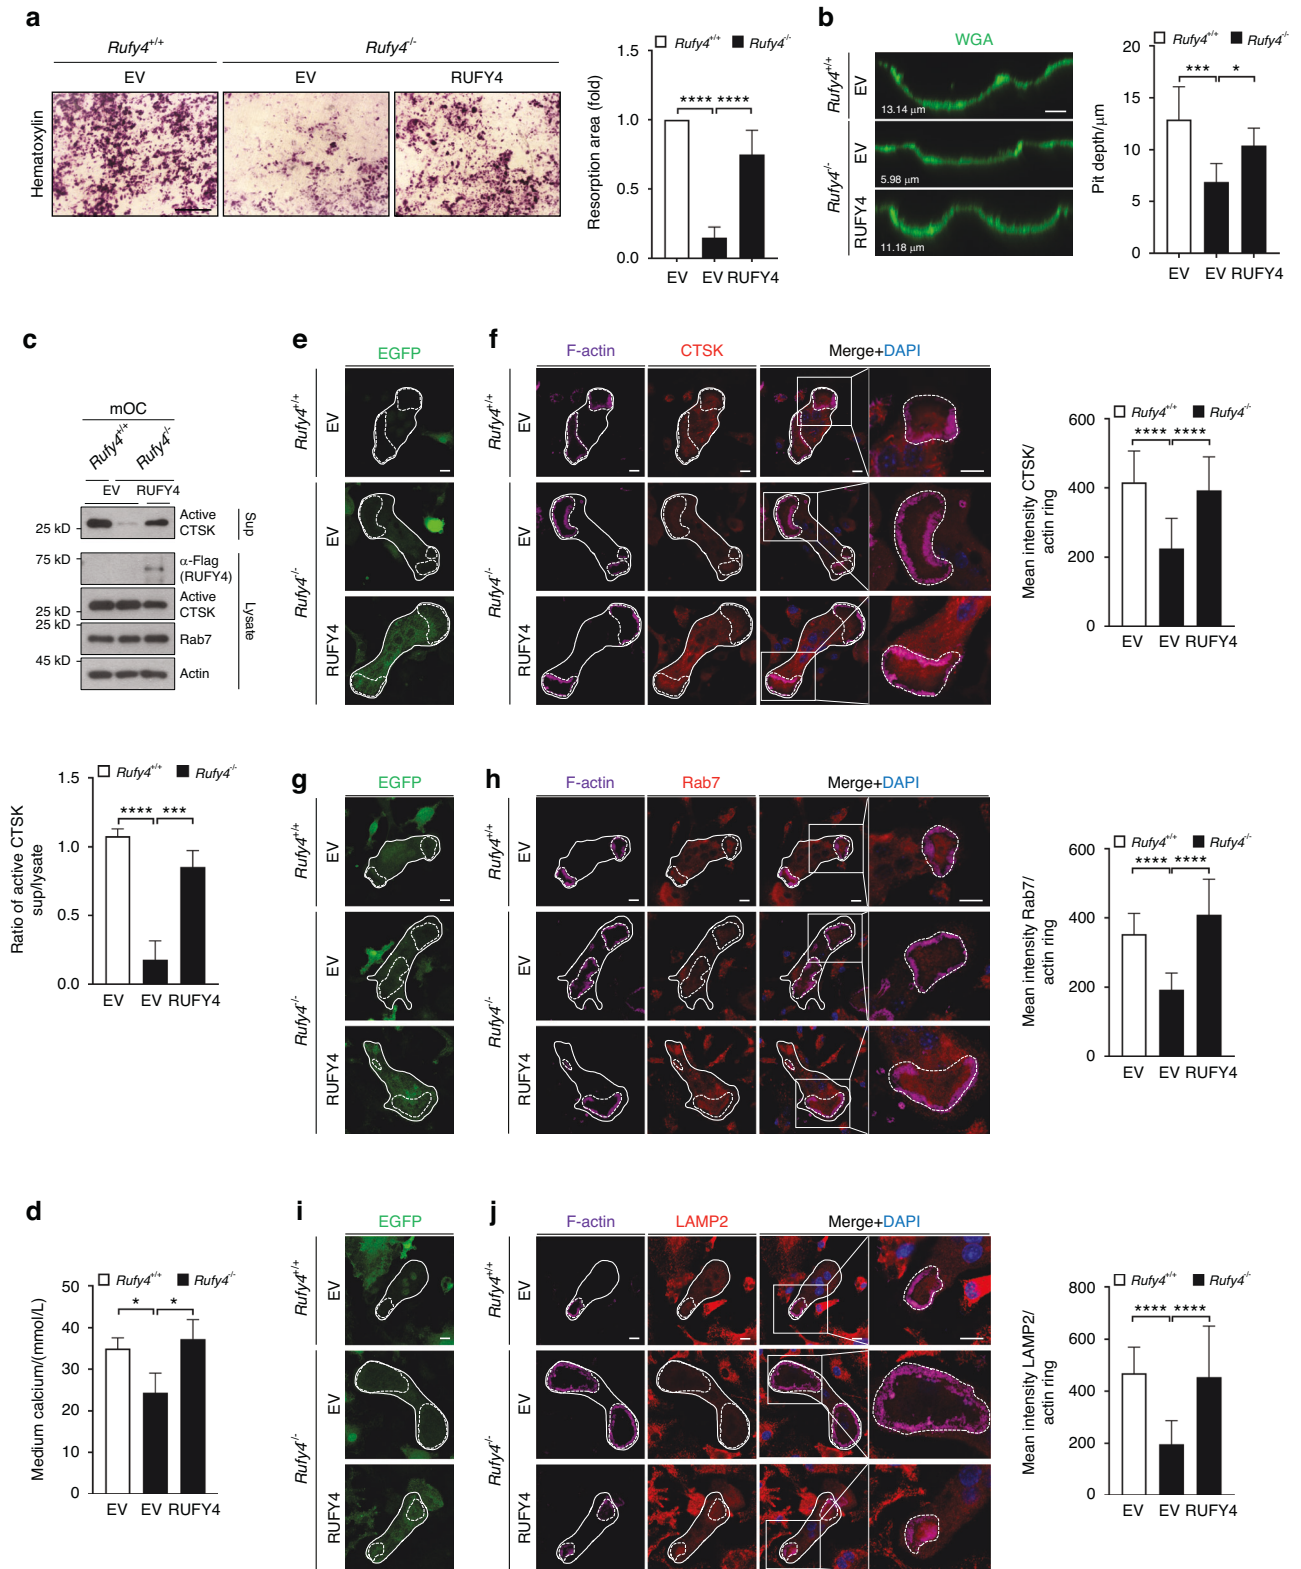 a
Rufy4+/+ Rufy4-/-
EV EV RUFY4
Hematoxylin
Rufy4+/+ Rufy4-/-
1.5
1.0
0.5
0.0
Resorption area (fold)
**** ****
EV EV RUFY4
b
WGA
Rufy4+/+
EV
13.14 μm
Rufy4-/-
EV
5.98 μm
RUFY4
11.18 μm
Rufy4+/+ Rufy4-/-
20
15
10
5
0
Pit depth/μm
*** *
EV EV RUFY4
c
mOC
Rufy4+/+ Rufy4-/-
EV RUFY4
25 kD Active CTSK
Sup
75 kD α-Flag (RUFY4)
25 kD Active CTSK
25 kD Rab7
45 kD Actin
Lysate
Rufy4+/+ Rufy4-/-
1.5
1.0
0.5
0.0
Ratio of active CTSK
sup/lysate
**** ***
EV EV RUFY4
d
Rufy4+/+ Rufy4-/-
50
40
30
20
10
0
Medium calcium/(mmol/L)
* *
EV EV RUFY4
e
EGFP
Rufy4+/+
EV
Rufy4-/-
EV
RUFY4
f
F-actin CTSK Merge+DAPI
Rufy4+/+
EV
Rufy4-/-
EV
RUFY4
Rufy4+/+ Rufy4-/-
600
400
200
0
Mean intensity CTSK/
actin ring
**** ****
EV EV RUFY4
g
EGFP
Rufy4+/+
EV
Rufy4-/-
EV
RUFY4
h
F-actin Rab7 Merge+DAPI
Rufy4+/+
EV
Rufy4-/-
EV
RUFY4
Rufy4+/+ Rufy4-/-
600
400
200
0
Mean intensity Rab7/
actin ring
**** ****
EV EV RUFY4
i
EGFP
Rufy4+/+
EV
Rufy4-/-
EV
RUFY4
j
F-actin LAMP2 Merge+DAPI
Rufy4+/+
EV
Rufy4-/-
EV
RUFY4
Rufy4+/+ Rufy4-/-
800
600
400
200
0
Mean intensity LAMP2/
actin ring
**** ****
EV EV RUFY4